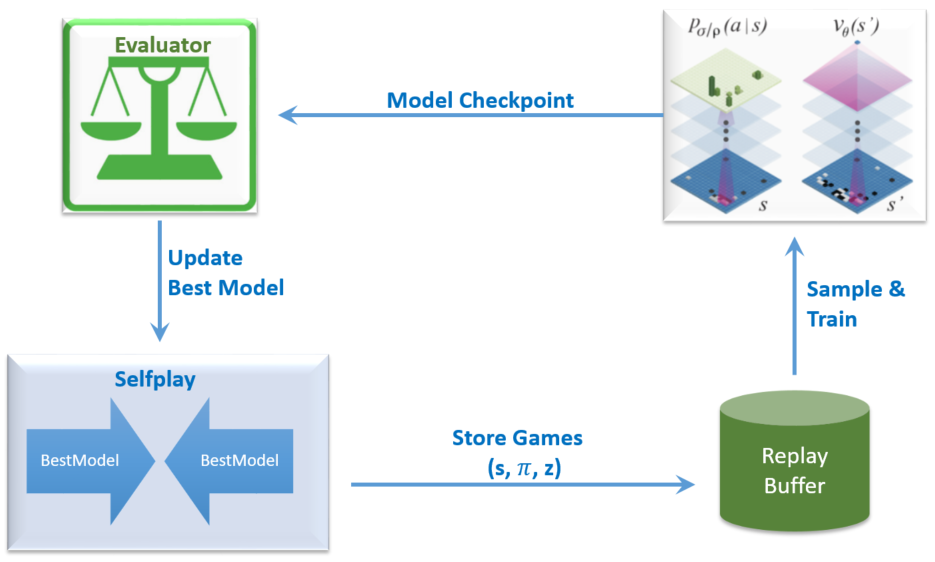 Evaluator
Model Checkpoint
pσ/ρ(a|s)
vθ(s')
s
s'
Update
Best Model
Sample &
Train
Selfplay
BestModel
BestModel
Store Games
(s, π, z)
Replay
Buffer